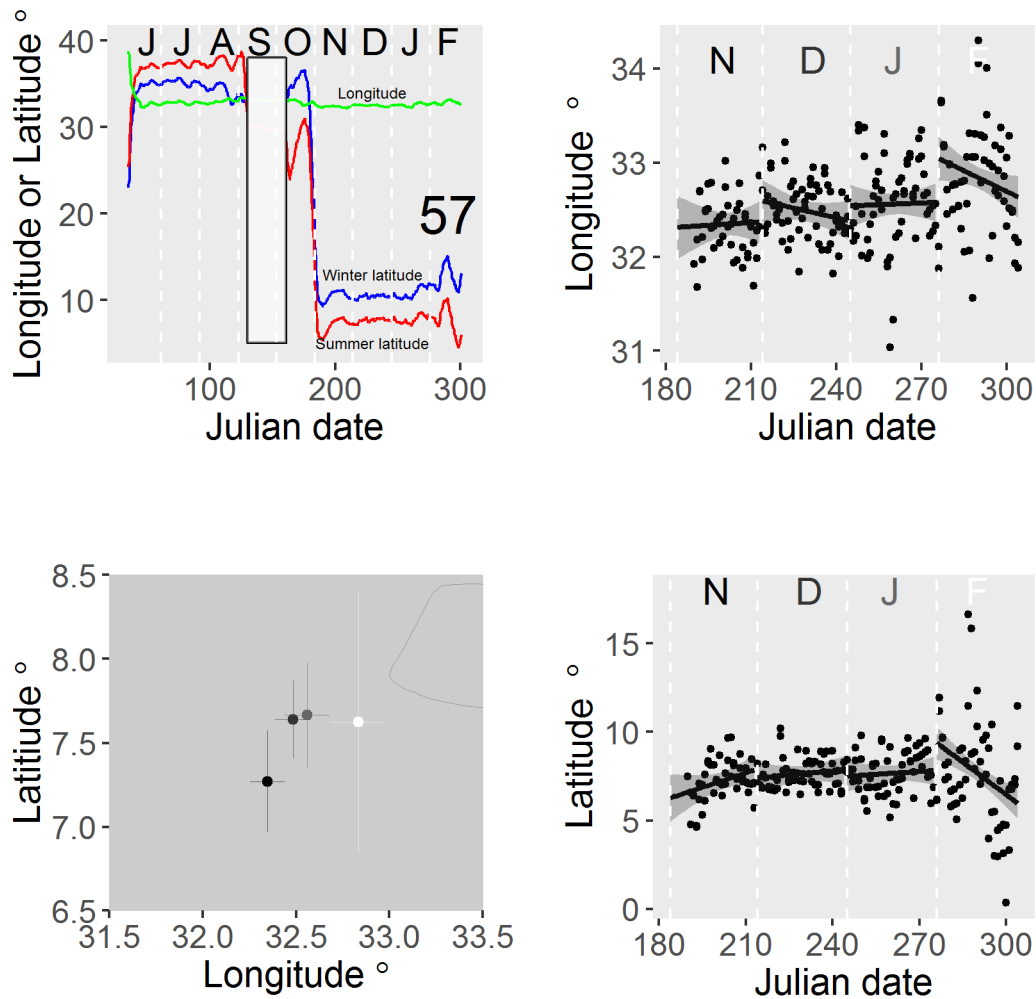 J J A S O N D J F
40
30
20
10
Longitude
57
Winter latitude
Summer latitude
100 200 300
Julian date
Longitude or Latitude °
N D J F
34
33
32
31
180 210 240 270 300
Julian date
Longitude °
8.5
8.0
7.5
7.0
6.5
31.5 32.0 32.5 33.0 33.5
Longitude °
Latitiude °
N D J F
15
10
5
0
180 210 240 270 300
Julian date
Latitude °